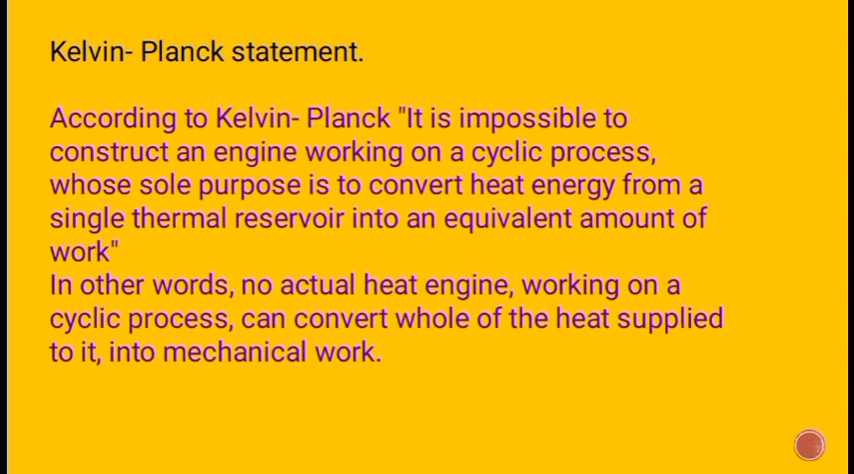 Kelvin- Planck statement.
According to Kelvin- Planck "It is impossible to
construct an engine working on a cyclic process,
whose sole purpose is to convert heat energy from a
single thermal reservoir into an equivalent amount of
work"
In other words, no actual heat engine, working on a
cyclic process, can convert whole of the heat supplied
to it, into mechanical work.